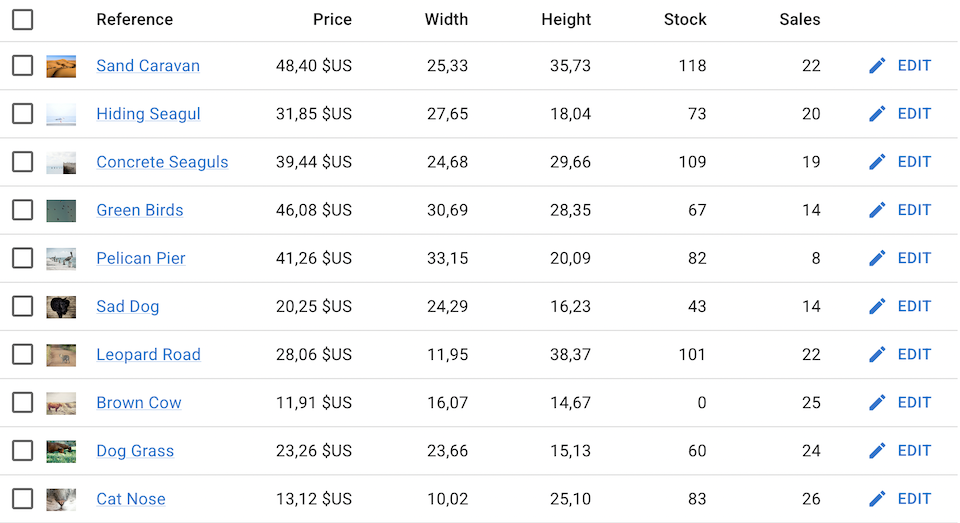 Reference Price Width Height Stock Sales
Sand Caravan 48,40 $US 25,33 35,73 118 22 EDIT
Hiding Seagul 31,85 $US 27,65 18,04 73 20 EDIT
Concrete Seaguls 39,44 $US 24,68 29,66 109 19 EDIT
Green Birds 46,08 $US 30,69 28,35 67 14 EDIT
Pelican Pier 41,26 $US 33,15 20,09 82 8 EDIT
Sad Dog 20,25 $US 24,29 16,23 43 14 EDIT
Leopard Road 28,06 $US 11,95 38,37 101 22 EDIT
Brown Cow 11,91 $US 16,07 14,67 0 25 EDIT
Dog Grass 23,26 $US 23,66 15,13 60 24 EDIT
Cat Nose 13,12 $US 10,02 25,10 83 26 EDIT